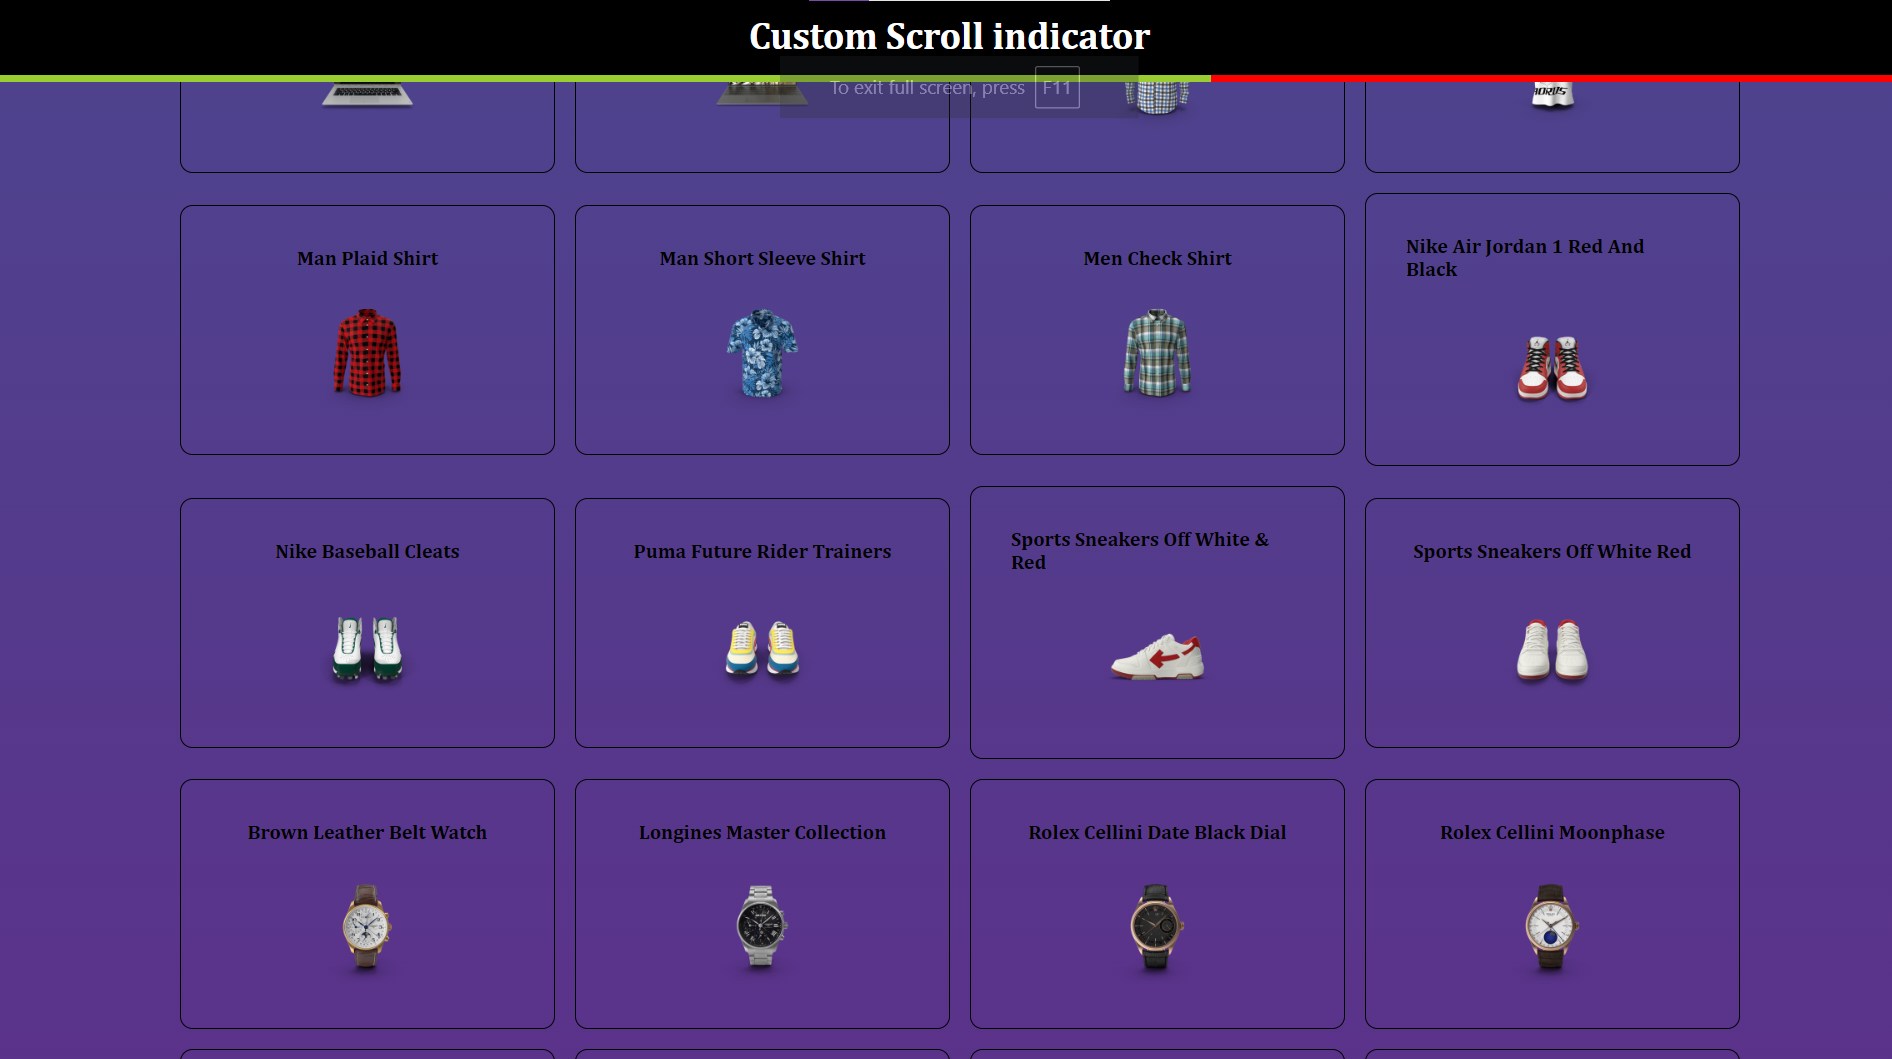 Custom Scroll indicator
To exit full screen, press F11
Man Plaid Shirt
Man Short Sleeve Shirt
Men Check Shirt
Nike Air Jordan 1 Red And
Black
Nike Baseball Cleats
Puma Future Rider Trainers
Sports Sneakers Off White &
Red
Sports Sneakers Off White Red
Brown Leather Belt Watch
Longines Master Collection
Rolex Cellini Date Black Dial
Rolex Cellini Moonphase